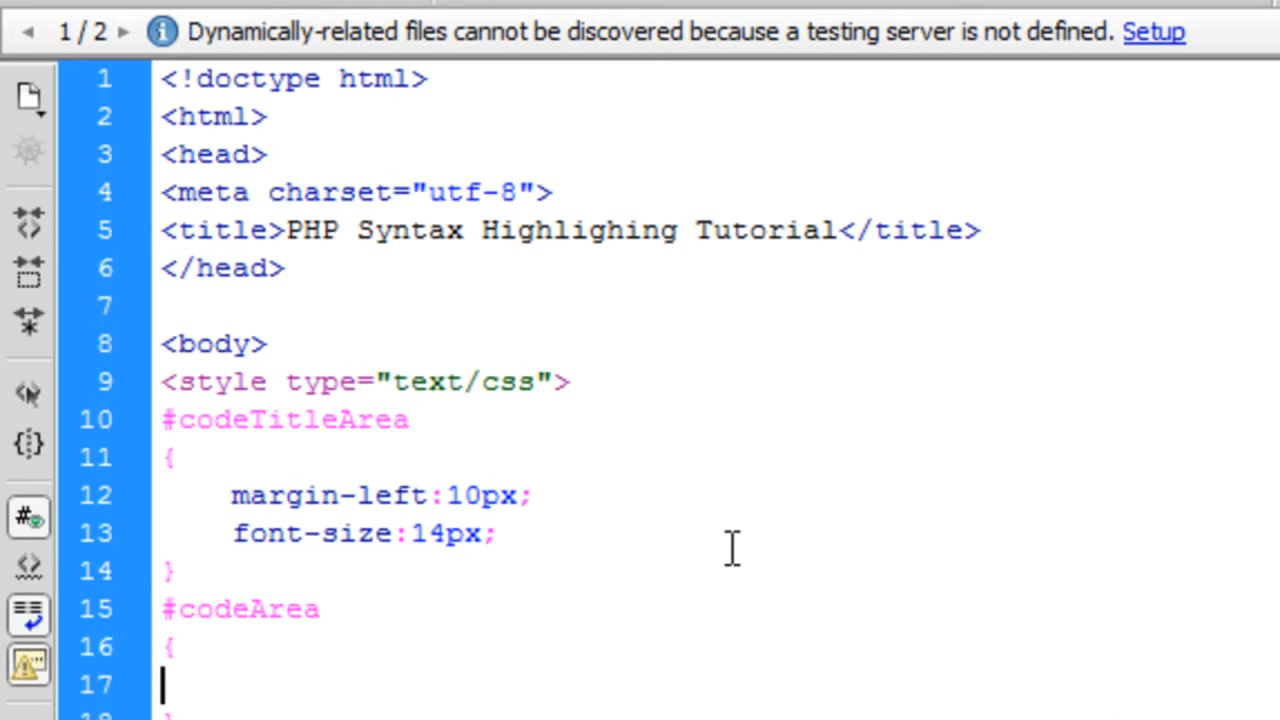 1 / 2 Dynamically-related files cannot be discovered because a testing server is not defined. Setup
1 <!doctype html>
2 <html>
3 <head>
4 <meta charset="utf-8">
5 <title>PHP Syntax Highlighing Tutorial</title>
6 </head>
7
8 <body>
9 <style type="text/css">
10 #codeTitleArea
11 {
12 margin-left:10px;
13 font-size:14px;
14 }
15 #codeArea
16 {
17
18 }